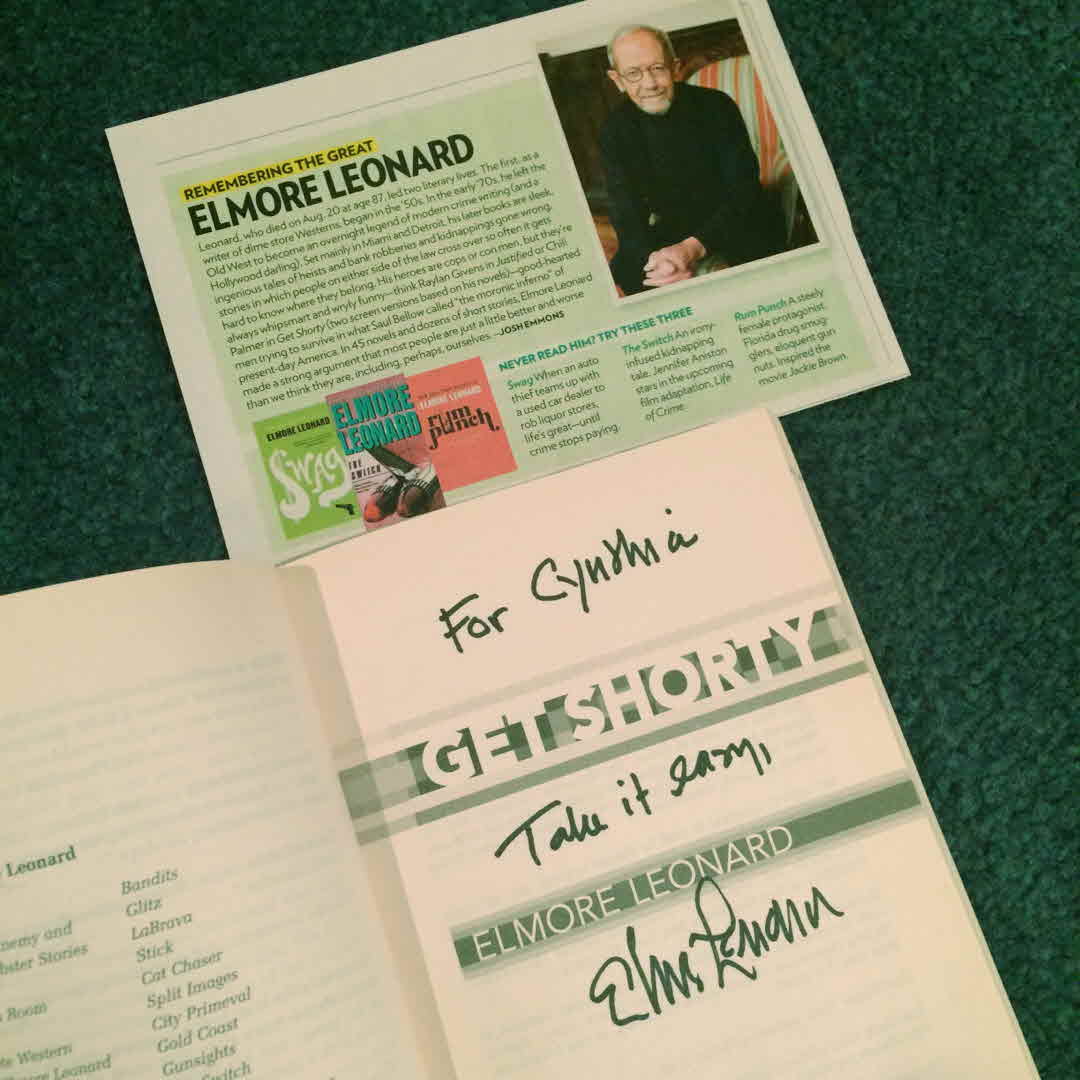 REMEMBERING THE GREAT
ELMORE LEONARD
Leonard, who died on Aug. 20 at age 87, led two literary lives. The first, as a
writer of dime store Westerns, began in the '50s. In the early '70s, he left the
Old West to become an overnight legend of modern crime writing (and a
Hollywood darling). Set mainly in Miami and Detroit, his later books are sleek,
ingenious tales of heists and bank robberies and kidnappings gone wrong,
stories in which people on either side of the law cross over so often it gets
hard to know where they belong. His heroes are cops or con men, but they're
always whipsmart and wryly funny—think Raylan Givens in Justified or Chili
Palmer in Get Shorty (two screen versions based on his novels)—good-hearted
men trying to survive in what Saul Bellow called "the moronic inferno" of
present-day America. In 45 novels and dozens of short stories, Elmore Leonard
made a strong argument that most people are just a little better and worse
than we think they are, including, perhaps, ourselves. —JOSH EMMONS
NEVER READ HIM? TRY THESE THREE
Swag When an auto
thief teams up with
a used car dealer to
rob liquor stores,
life's great—until
crime stops paying.
The Switch An irony-
infused kidnapping
tale. Jennifer Aniston
stars in the upcoming
film adaptation, Life
of Crime.
Rum Punch A steely
female protagonist,
Florida drug smug-
glers, eloquent gun
nuts. Inspired the
movie Jackie Brown.
ELMORE LEONARD
SWAG
ELMORE
LEONARD
THE
SWITCH
ELMORE LEONARD
rum
punch.
For Cynthia
GET SHORTY
Take it easy,
ELMORE LEONARD
Elmore Leonard
Leonard
nemy and
bster Stories
Room
te Western
more Leonard
Bandits
Glitz
LaBrava
Stick
Cat Chaser
Split Images
City Primeval
Gold Coast
Gunsights
Switch